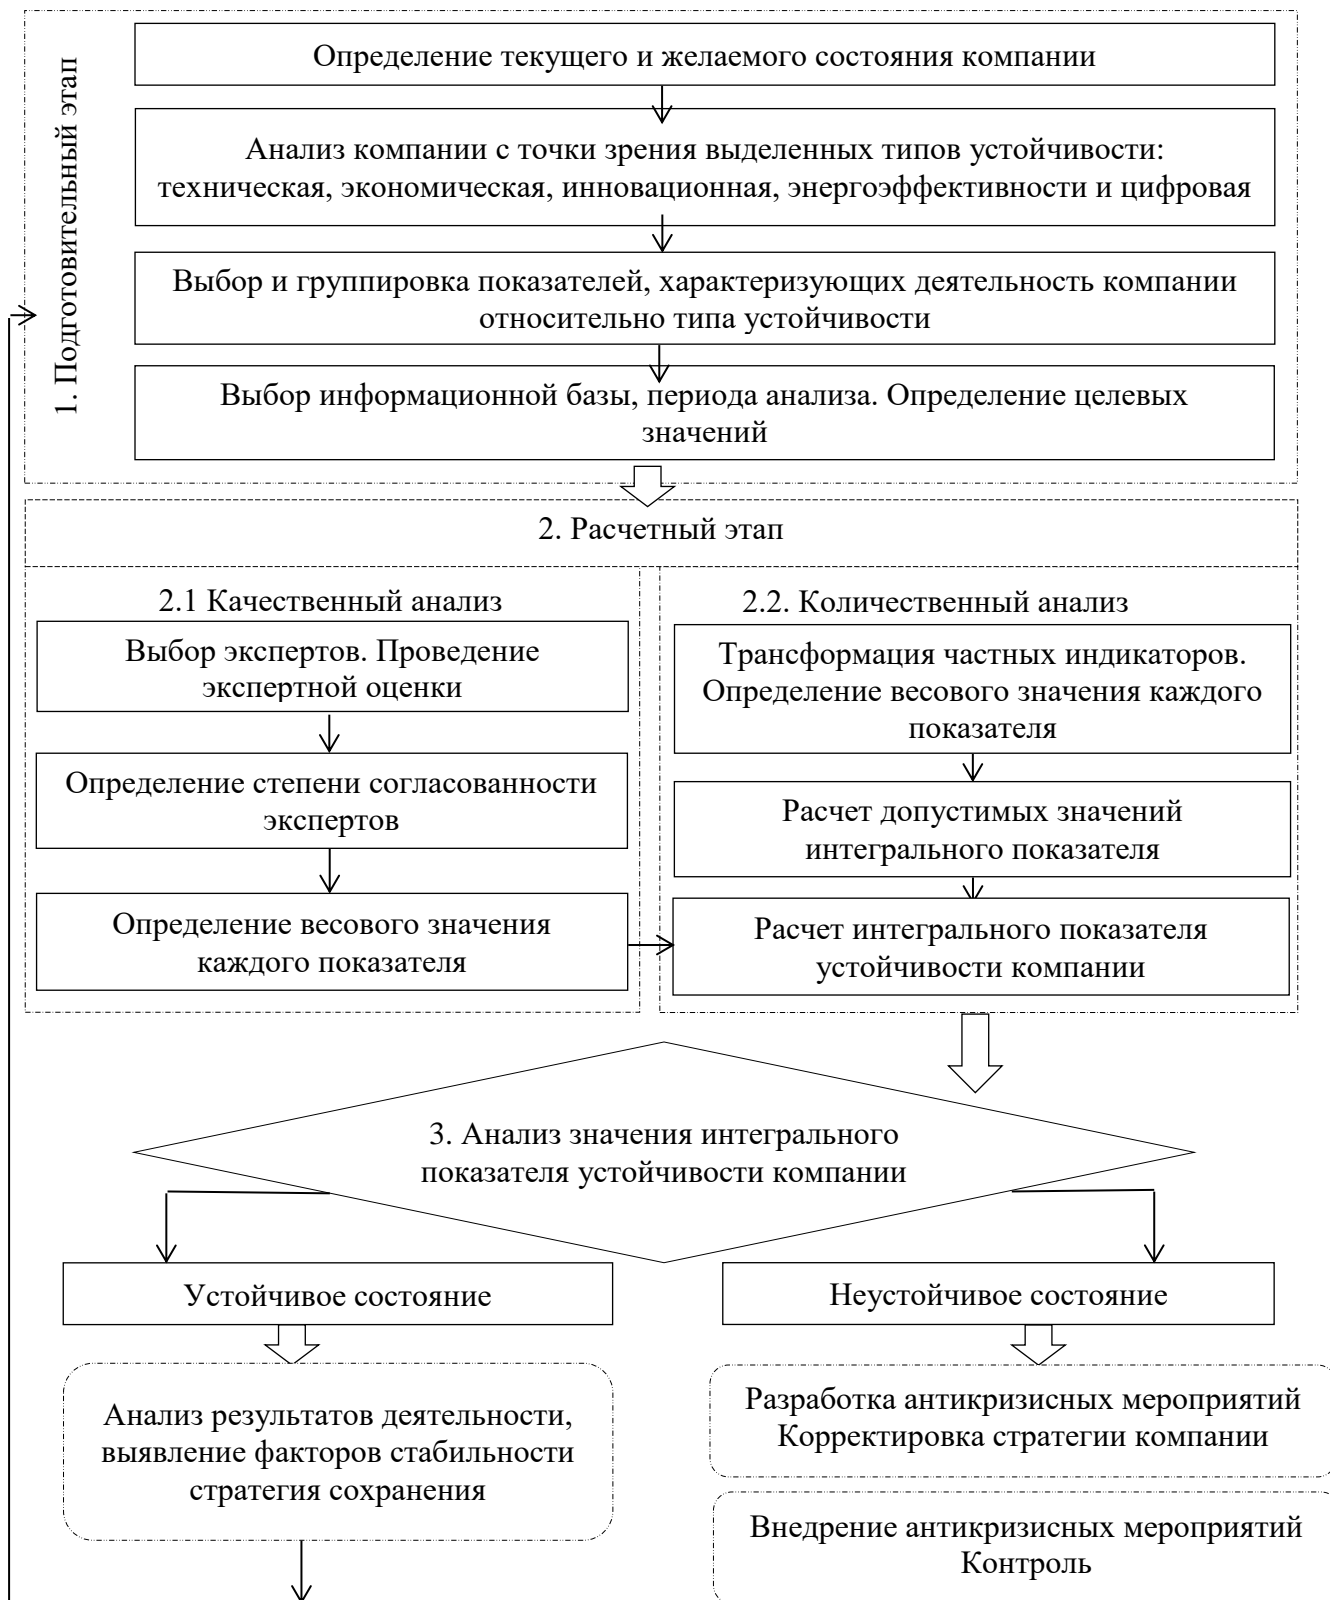 1. Подготовительный этап
Определение текущего и желаемого состояния компании
Анализ компании с точки зрения выделенных типов устойчивости:
техническая, экономическая, инновационная, энергоэффективности и цифровая
Выбор и группировка показателей, характеризующих деятельность компании
относительно типа устойчивости
Выбор информационной базы, периода анализа. Определение целевых
значений
2. Расчетный этап
2.1 Качественный анализ
Выбор экспертов. Проведение
экспертной оценки
Определение степени согласованности
экспертов
Определение весового значения
каждого показателя
2.2. Количественный анализ
Трансформация частных индикаторов.
Определение весового значения каждого
показателя
Расчет допустимых значений
интегрального показателя
Расчет интегрального показателя
устойчивости компании
3. Анализ значения интегрального
показателя устойчивости компании
Устойчивое состояние
Анализ результатов деятельности,
выявление факторов стабильности
стратегия сохранения
Неустойчивое состояние
Разработка антикризисных мероприятий
Корректировка стратегии компании
Внедрение антикризисных мероприятий
Контроль